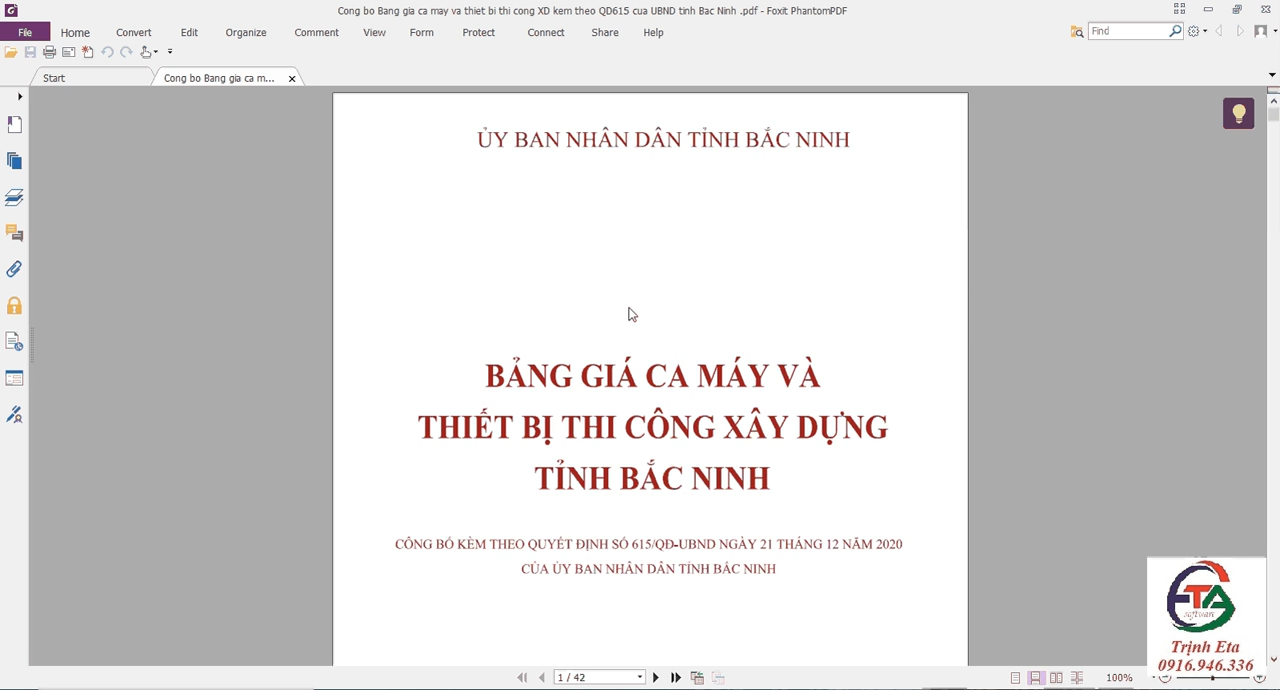 Cong bo Bang gia ca may va thiet bi thi cong XD kem theo QD615 cua UBND tinh Bac Ninh .pdf - Foxit PhantomPDF
File Home Convert Edit Organize Comment View Form Protect Connect Share Help
Find
Start
Cong bo Bang gia ca m...
ỦY BAN NHÂN DÂN TỈNH BẮC NINH
BẢNG GIÁ CA MÁY VÀ
THIẾT BỊ THI CÔNG XÂY DỰNG
TỈNH BẮC NINH
CÔNG BỐ KÈM THEO QUYẾT ĐỊNH SỐ 615/QĐ-UBND NGÀY 21 THÁNG 12 NĂM 2020
CỦA ỦY BAN NHÂN DÂN TỈNH BẮC NINH
ETA
software
Trịnh Eta
0916.946.336
1 / 42
100%